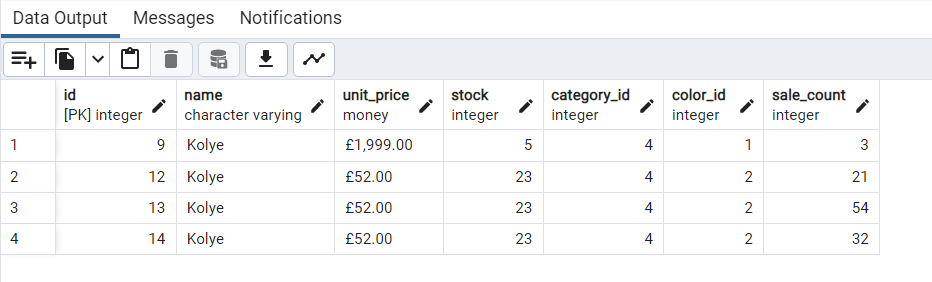 Data Output Messages Notifications
id name unit_price stock category_id color_id sale_count
[PK] integer character varying money integer integer integer integer
1 9 Kolye £1,999.00 5 4 1 3
2 12 Kolye £52.00 23 4 2 21
3 13 Kolye £52.00 23 4 2 54
4 14 Kolye £52.00 23 4 2 32